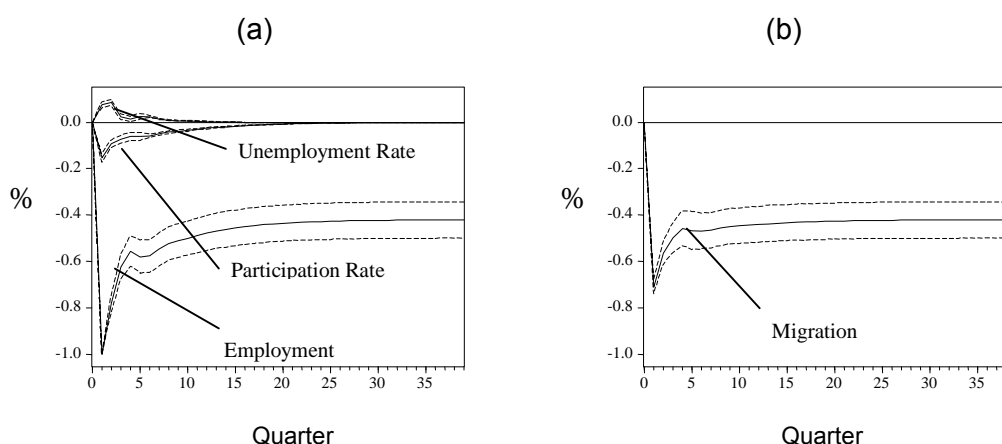 (a)
(b)
0.0
-0.2
-0.4
-0.6
-0.8
-1.0
%
Unemployment Rate
Participation Rate
Employment
0 5 10 15 20 25 30 35
Quarter
0.0
-0.2
-0.4
-0.6
-0.8
-1.0
%
Migration
0 5 10 15 20 25 30 35
Quarter